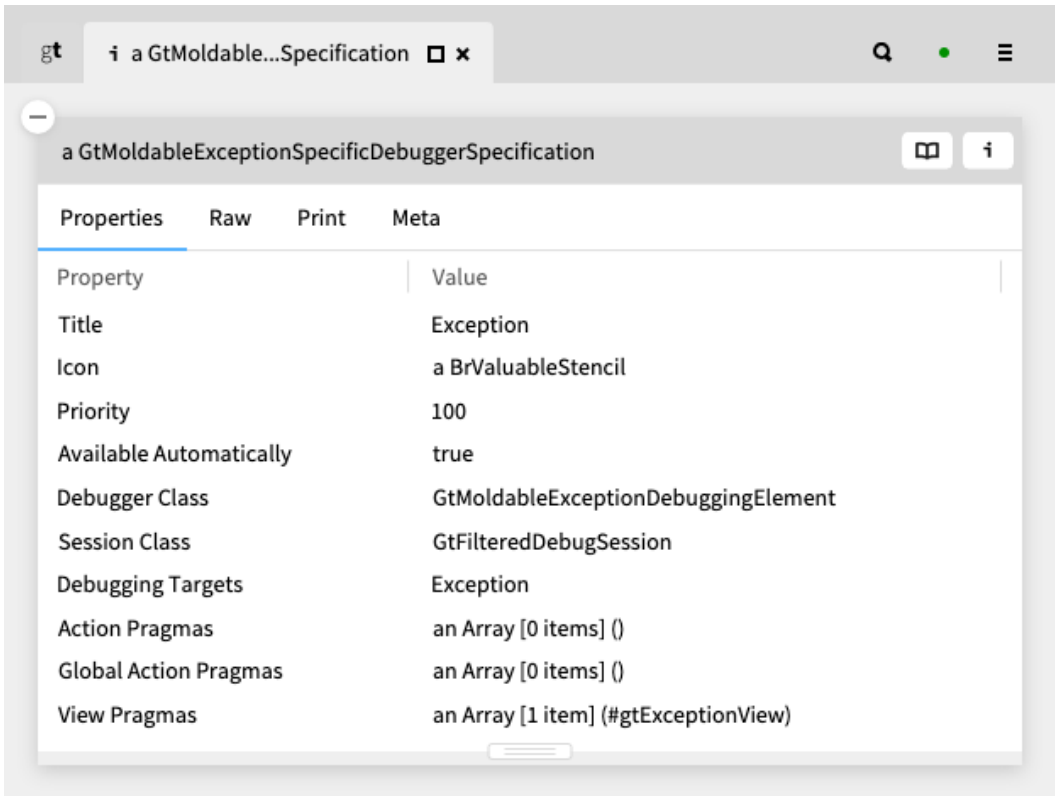 gt i a GtMoldable...Specification
a GtMoldableExceptionSpecificDebuggerSpecification i
Properties Raw Print Meta
Property Value
Title Exception
Icon a BrValuableStencil
Priority 100
Available Automatically true
Debugger Class GtMoldableExceptionDebuggingElement
Session Class GtFilteredDebugSession
Debugging Targets Exception
Action Pragmas an Array [0 items] ()
Global Action Pragmas an Array [0 items] ()
View Pragmas an Array [1 item] (#gtExceptionView)